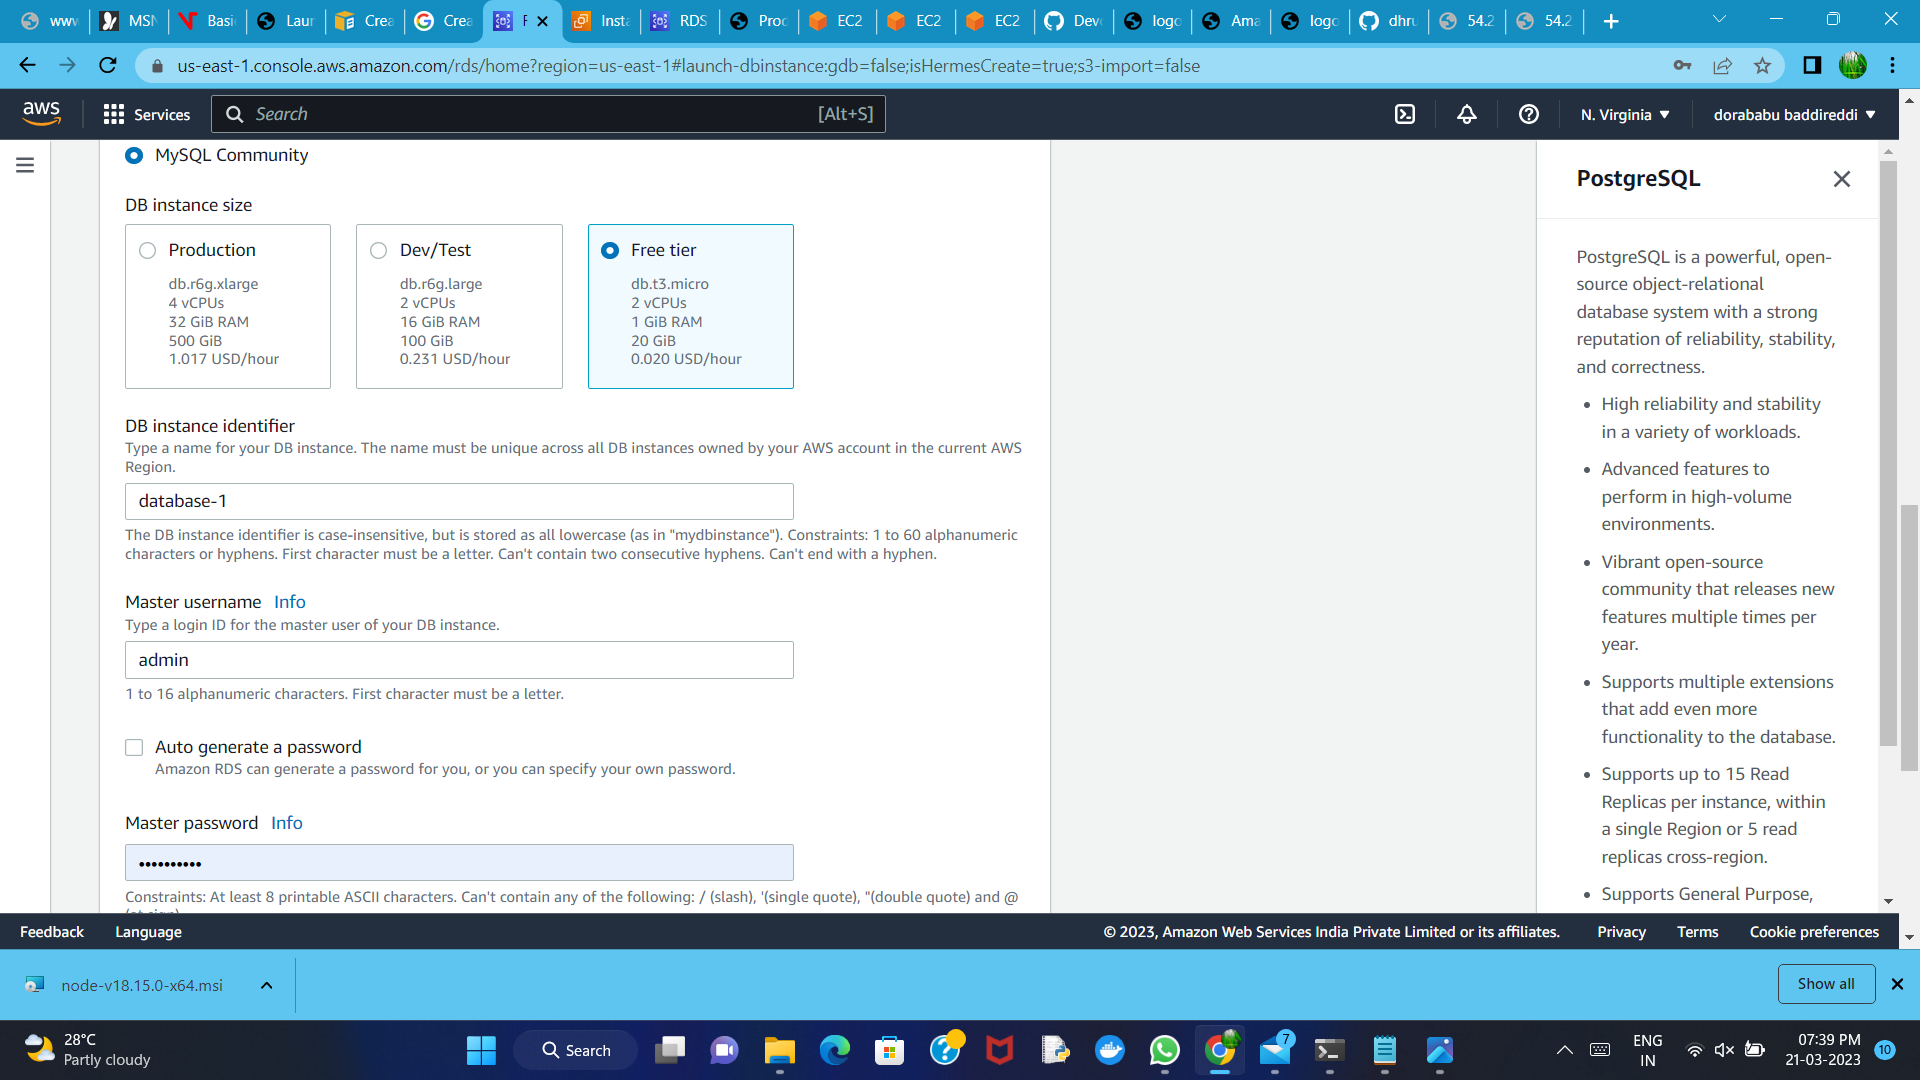 www
MSN
Basi
Laun
Crea
Crea
F
Insta
RDS
Proc
EC2
EC2
EC2
Deve
logo
Ama
logo
dhru
54.2
54.2
us-east-1.console.aws.amazon.com/rds/home?region=us-east-1#launch-dbinstance:gdb=false;isHermesCreate=true;s3-import=false
aws
Services
Search
[Alt+S]
N. Virginia
dorababu baddireddi
MySQL Community
DB instance size
Production
db.r6g.xlarge
4 vCPUs
32 GiB RAM
500 GiB
1.017 USD/hour
Dev/Test
db.r6g.large
2 vCPUs
16 GiB RAM
100 GiB
0.231 USD/hour
Free tier
db.t3.micro
2 vCPUs
1 GiB RAM
20 GiB
0.020 USD/hour
DB instance identifier
Type a name for your DB instance. The name must be unique across all DB instances owned by your AWS account in the current AWS
Region.
database-1
The DB instance identifier is case-insensitive, but is stored as all lowercase (as in "mydbinstance"). Constraints: 1 to 60 alphanumeric
characters or hyphens. First character must be a letter. Can't contain two consecutive hyphens. Can't end with a hyphen.
Master username Info
Type a login ID for the master user of your DB instance.
admin
1 to 16 alphanumeric characters. First character must be a letter.
Auto generate a password
Amazon RDS can generate a password for you, or you can specify your own password.
Master password Info
••••••••••
Constraints: At least 8 printable ASCII characters. Can't contain any of the following: / (slash), '(single quote), "(double quote) and @
(at sign).
PostgreSQL
PostgreSQL is a powerful, open-
source object-relational
database system with a strong
reputation of reliability, stability,
and correctness.
• High reliability and stability
in a variety of workloads.
• Advanced features to
perform in high-volume
environments.
• Vibrant open-source
community that releases new
features multiple times per
year.
• Supports multiple extensions
that add even more
functionality to the database.
• Supports up to 15 Read
Replicas per instance, within
a single Region or 5 read
replicas cross-region.
• Supports General Purpose,
Feedback
Language
© 2023, Amazon Web Services India Private Limited or its affiliates.
Privacy
Terms
Cookie preferences
node-v18.15.0-x64.msi
Show all
28°C
Partly cloudy
Search
7
ENG
IN
07:39 PM
21-03-2023
10